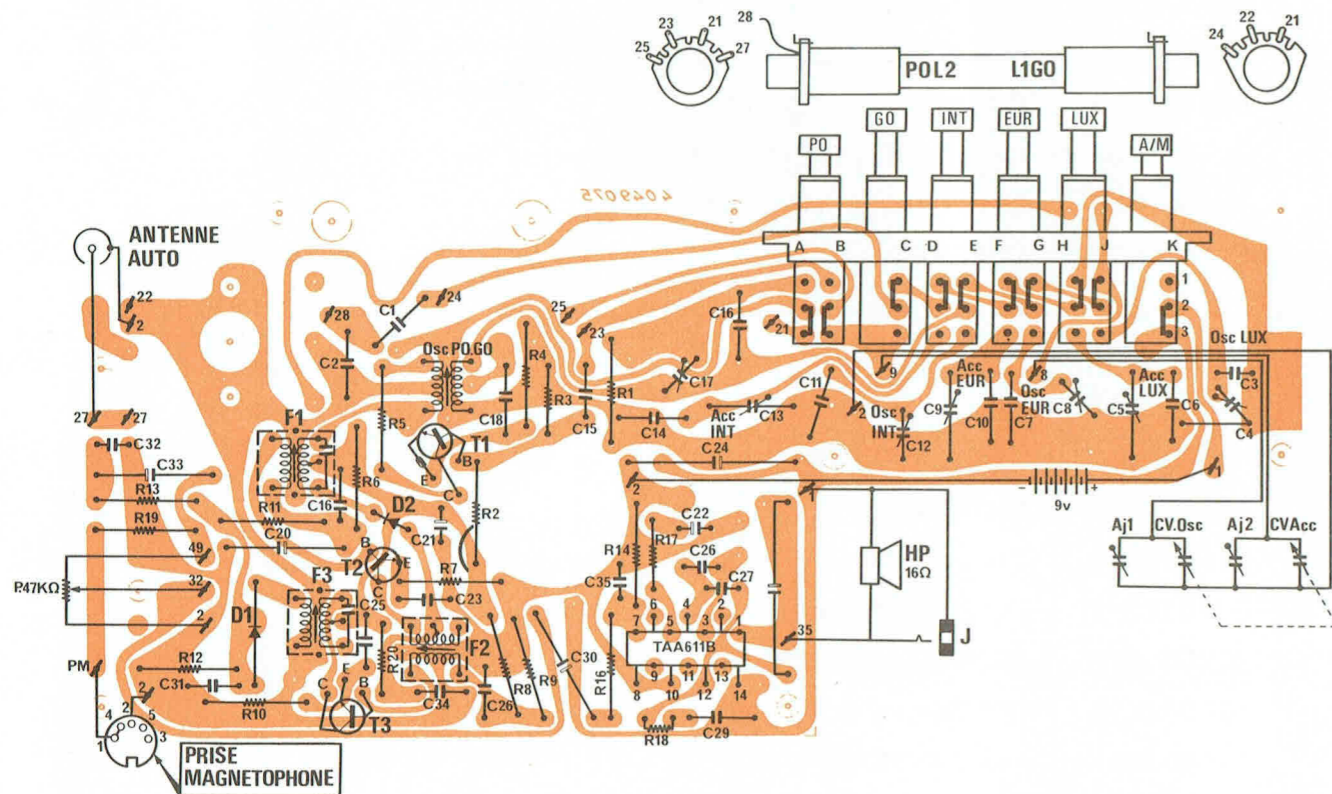 23
21
25
27
28
POL2
L1GO
22
21
24
GO
INT
EUR
LUX
PO
A/M
4049075
ANTENNE
AUTO
22
2
A
B
C
D
E
F
G
H
J
K
1
2
3
28
C1
24
25
23
C16
21
Osc LUX
C2
Osc PO.GO
R4
R3
C15
R1
C17
9
8
Acc
EUR
Acc
LUX
C3
27
27
F1
R5
C18
C14
Acc
INT
C13
C11
2
Osc
INT
C12
C9
C10
C7
Osc
EUR
C8
C5
C6
C4
C32
C33
R13
R19
R11
C16
R6
T1
B
E
C
R2
C24
2
-
+
9v
1
C20
D2
C21
C22
R14
R17
C26
C35
C27
1
HP
16Ω
J
Aj1
CV.Osc
Aj2
CVAcc
49
P.47KΩ
32
2
B
T2
E
C
R7
C23
D1
F3
C25
F2
R20
7
6
5
4
3
2
1
TAA611B
8
9
10
11
12
13
14
35
PM
R12
C31
R10
C
E
B
T3
C34
C26
R8
R9
C30
R16
R18
C29
2
1
4
2
5
3
PRISE
MAGNETOPHONE